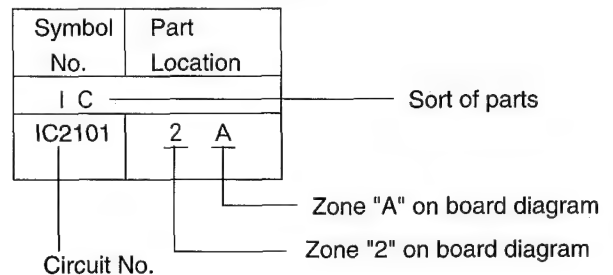 Symbol No.
Part Location
I C
Sort of parts
IC2101
2 A
Zone "A" on board diagram
Zone "2" on board diagram
Circuit No.